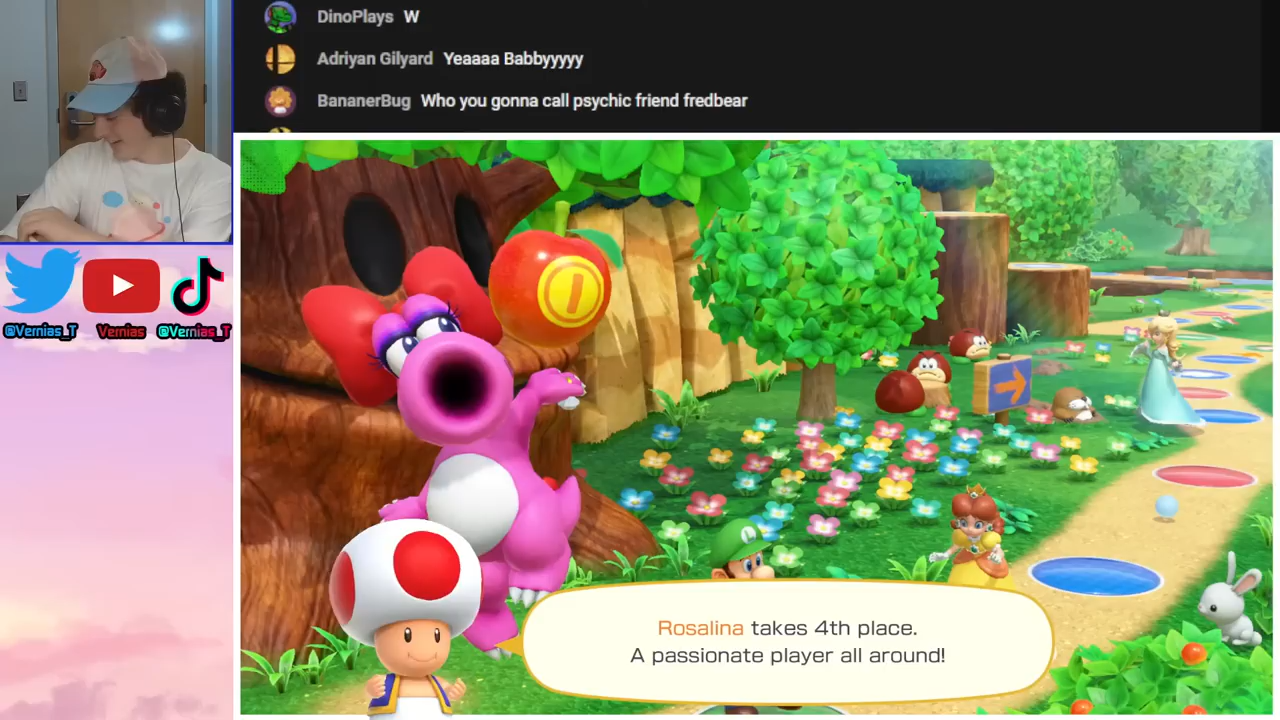 DinoPlays W
Adriyan Gilyard Yeaaaa Babbyyyyy
BananerBug Who you gonna call psychic friend fredbear
@Vernias_T Vernias @Vernias_T
Rosalina takes 4th place.
A passionate player all around!